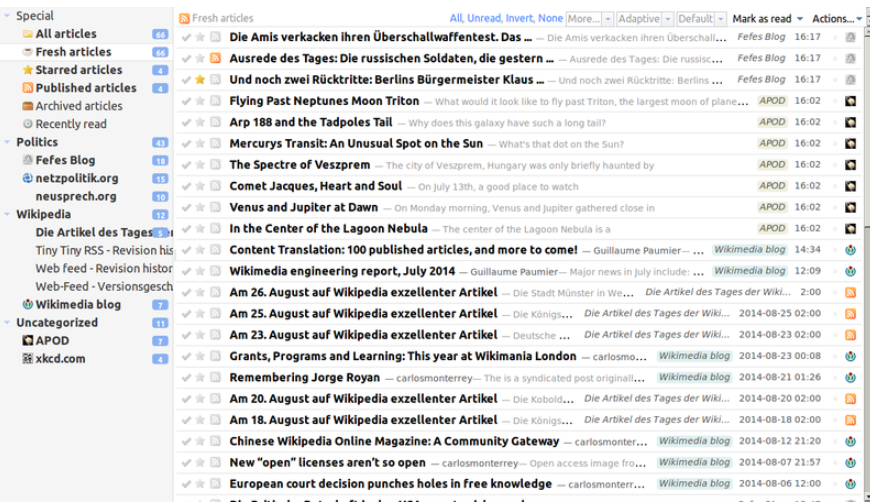 Special
All articles 66
Fresh articles 66
Starred articles 4
Published articles 4
Archived articles
Recently read
Politics 43
Fefes Blog 18
netzpolitik.org 15
neusprech.org 10
Wikipedia 12
Die Artikel des Tages 5
Tiny Tiny RSS - Revision his
Web feed - Revision histor
Web-Feed - Versionsgesch
Wikimedia blog 7
Uncategorized 11
APOD 7
xkcd.com 4
Fresh articles All, Unread, Invert, None More... Adaptive Default Mark as read Actions...
Die Amis verkacken ihren Überschallwaffentest. Das ... — Die Amis verkacken ihren Überschall... Fefes Blog 16:17
Ausrede des Tages: Die russischen Soldaten, die gestern ... — Ausrede des Tages: Die russisc... Fefes Blog 16:17
Und noch zwei Rücktritte: Berlins Bürgermeister Klaus ... — Und noch zwei Rücktritte: Berlins ... Fefes Blog 16:17
Flying Past Neptunes Moon Triton — What would it look like to fly past Triton, the largest moon of plane... APOD 16:02
Arp 188 and the Tadpoles Tail — Why does this galaxy have such a long tail? APOD 16:02
Mercurys Transit: An Unusual Spot on the Sun — What's that dot on the Sun? APOD 16:02
The Spectre of Veszprem — The city of Veszprem, Hungary was only briefly haunted by APOD 16:02
Comet Jacques, Heart and Soul — On July 13th, a good place to watch APOD 16:02
Venus and Jupiter at Dawn — On Monday morning, Venus and Jupiter gathered close in APOD 16:02
In the Center of the Lagoon Nebula — The center of the Lagoon Nebula is a APOD 16:02
Content Translation: 100 published articles, and more to come! — Guillaume Paumier— ... Wikimedia blog 14:34
Wikimedia engineering report, July 2014 — Guillaume Paumier— Major news in July include: ... Wikimedia blog 12:09
Am 26. August auf Wikipedia exzellenter Artikel — Die Stadt Münster in We... Die Artikel des Tages der Wiki... 2:00
Am 25. August auf Wikipedia exzellenter Artikel — Die Königs... Die Artikel des Tages der Wiki... 2014-08-25 02:00
Am 23. August auf Wikipedia exzellenter Artikel — Deutsche ... Die Artikel des Tages der Wiki... 2014-08-23 02:00
Grants, Programs and Learning: This year at Wikimania London — carlosmo... Wikimedia blog 2014-08-23 00:08
Remembering Jorge Royan — carlosmonterrey— The is a syndicated post originall... Wikimedia blog 2014-08-21 01:26
Am 20. August auf Wikipedia exzellenter Artikel — Die Kobold... Die Artikel des Tages der Wiki... 2014-08-20 02:00
Am 18. August auf Wikipedia exzellenter Artikel — Die Königs... Die Artikel des Tages der Wiki... 2014-08-18 02:00
Chinese Wikipedia Online Magazine: A Community Gateway — carlosmonter... Wikimedia blog 2014-08-12 21:20
New “open” licenses aren’t so open — carlosmonterrey— Open access image fro... Wikimedia blog 2014-08-07 21:57
European court decision punches holes in free knowledge — carlosmonterr... Wikimedia blog 2014-08-06 12:00